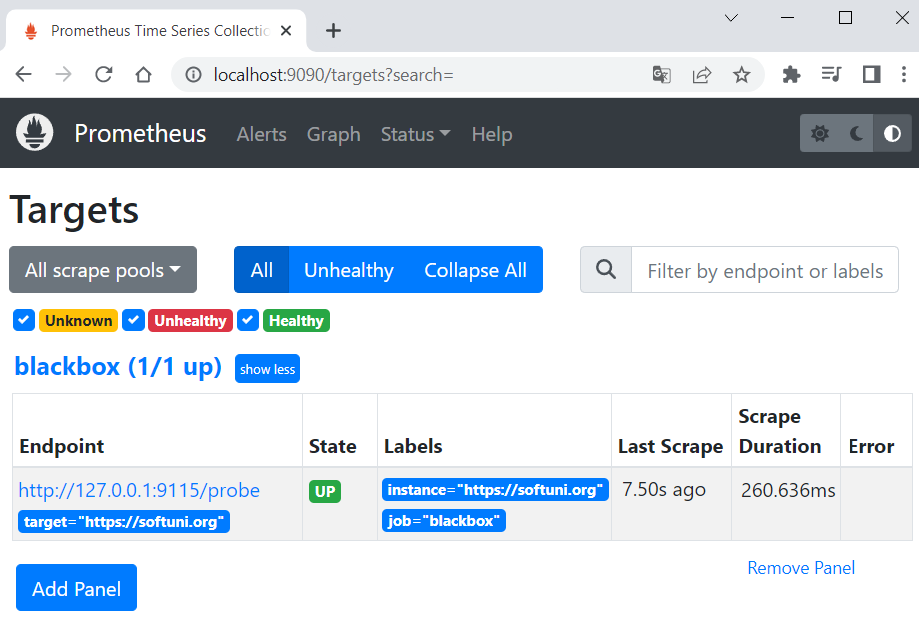 Prometheus Time Series Collectic
localhost:9090/targets?search=
Prometheus Alerts Graph Status Help
Targets
All scrape pools All Unhealthy Collapse All Filter by endpoint or labels
Unknown Unhealthy Healthy
blackbox (1/1 up) show less
Endpoint State Labels Last Scrape Scrape Duration Error
http://127.0.0.1:9115/probe UP instance="https://softuni.org" 7.50s ago 260.636ms
target="https://softuni.org" job="blackbox"
Remove Panel
Add Panel